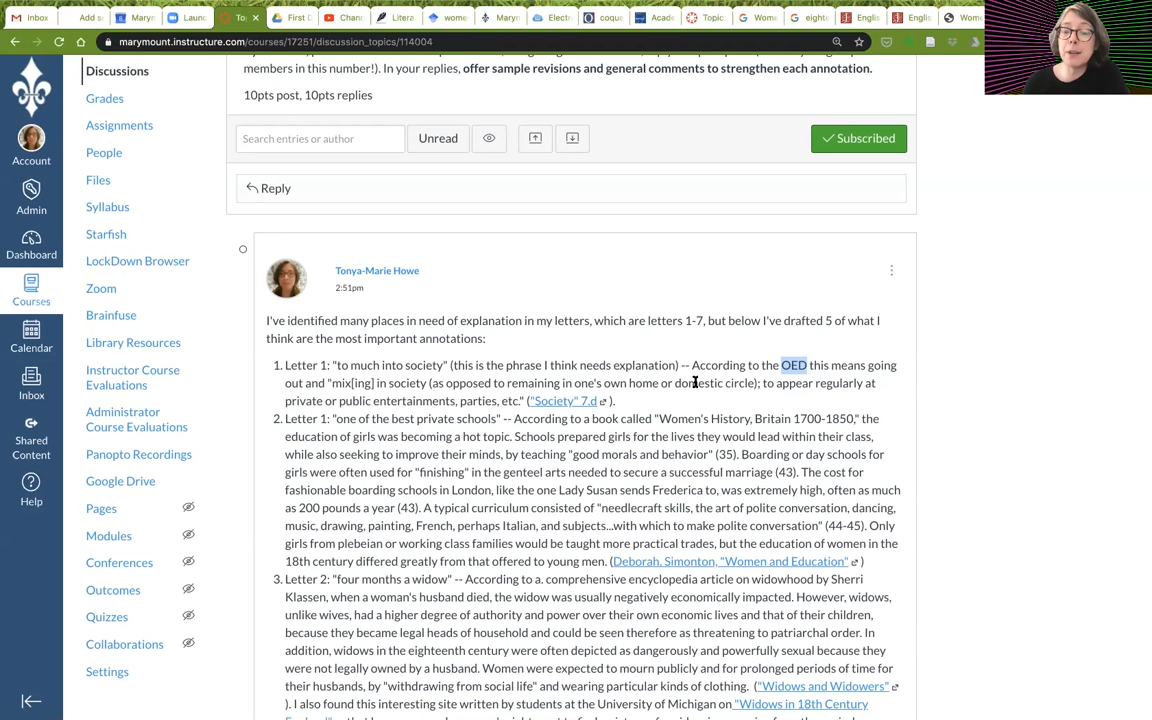 Inbox
Add se
Maryn
Launc
To
First D
Chan
Litera
wome
Maryn
Electr
coque
Acade
Topic:
Wome
eighte
Englis
Englis
Wome
marymount.instructure.com/courses/17251/discussion_topics/114004
Account
Admin
Dashboard
Courses
Calendar
Inbox
Shared
Content
Help
Discussions
Grades
Assignments
People
Files
Syllabus
Starfish
LockDown Browser
Zoom
Brainfuse
Library Resources
Instructor Course
Evaluations
Administrator
Course Evaluations
Panopto Recordings
Google Drive
Pages
Modules
Conferences
Outcomes
Quizzes
Collaborations
Settings
members in this number!). In your replies, offer sample revisions and general comments to strengthen each annotation.
10pts post, 10pts replies
Search entries or author
Unread
Subscribed
Reply
Tonya-Marie Howe
2:51pm
I've identified many places in need of explanation in my letters, which are letters 1-7, but below I've drafted 5 of what I
think are the most important annotations:
1. Letter 1: "to much into society" (this is the phrase I think needs explanation) -- According to the OED this means going
out and "mix[ing] in society (as opposed to remaining in one's own home or domestic circle); to appear regularly at
private or public entertainments, parties, etc." ("Society" 7.d ).
2. Letter 1: "one of the best private schools" -- According to a book called "Women's History, Britain 1700-1850," the
education of girls was becoming a hot topic. Schools prepared girls for the lives they would lead within their class,
while also seeking to improve their minds, by teaching "good morals and behavior" (35). Boarding or day schools for
girls were often used for "finishing" in the genteel arts needed to secure a successful marriage (43). The cost for
fashionable boarding schools in London, like the one Lady Susan sends Frederica to, was extremely high, often as much
as 200 pounds a year (43). A typical curriculum consisted of "needlecraft skills, the art of polite conversation, dancing,
music, drawing, painting, French, perhaps Italian, and subjects...with which to make polite conversation" (44-45). Only
girls from plebeian or working class families would be taught more practical trades, but the education of women in the
18th century differed greatly from that offered to young men. (Deborah. Simonton, "Women and Education" )
3. Letter 2: "four months a widow" -- According to a. comprehensive encyclopedia article on widowhood by Sherri
Klassen, when a woman's husband died, the widow was usually negatively economically impacted. However, widows,
unlike wives, had a higher degree of authority and power over their own economic lives and that of their children,
because they became legal heads of household and could be seen therefore as threatening to patriarchal order. In
addition, widows in the eighteenth century were often depicted as dangerously and powerfully sexual because they
were not legally owned by a husband. Women were expected to mourn publicly and for prolonged periods of time for
their husbands, by "withdrawing from social life" and wearing particular kinds of clothing. ("Widows and Widowers"
). I also found this interesting site written by students at the University of Michigan on "Widows in 18th Century